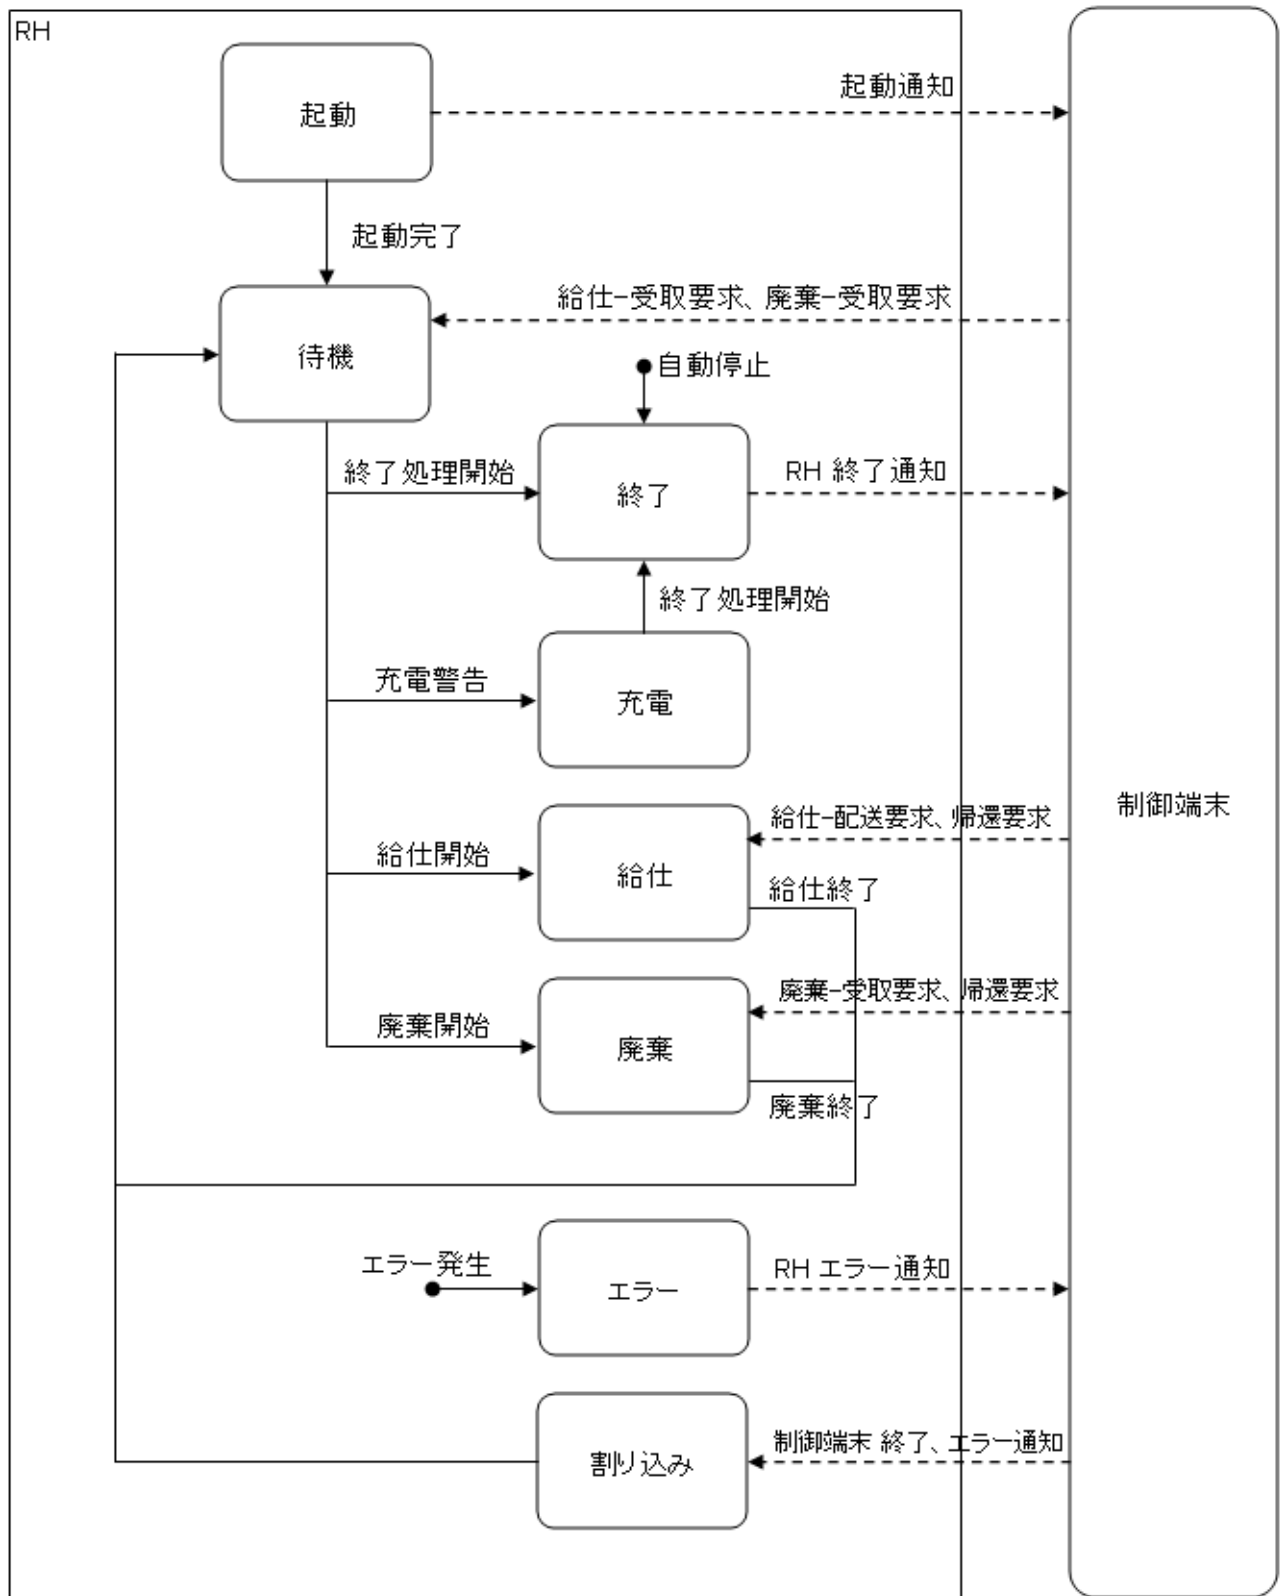 RH
起動
起動通知
起動完了
給仕-受取要求、廃棄-受取要求
待機
自動停止
終了処理開始
終了
RH 終了通知
終了処理開始
充電警告
充電
制御端末
給仕-配送要求、帰還要求
給仕開始
給仕
給仕終了
廃棄-受取要求、帰還要求
廃棄開始
廃棄
廃棄終了
エラー発生
エラー
RH エラー通知
制御端末 終了、エラー通知
割り込み